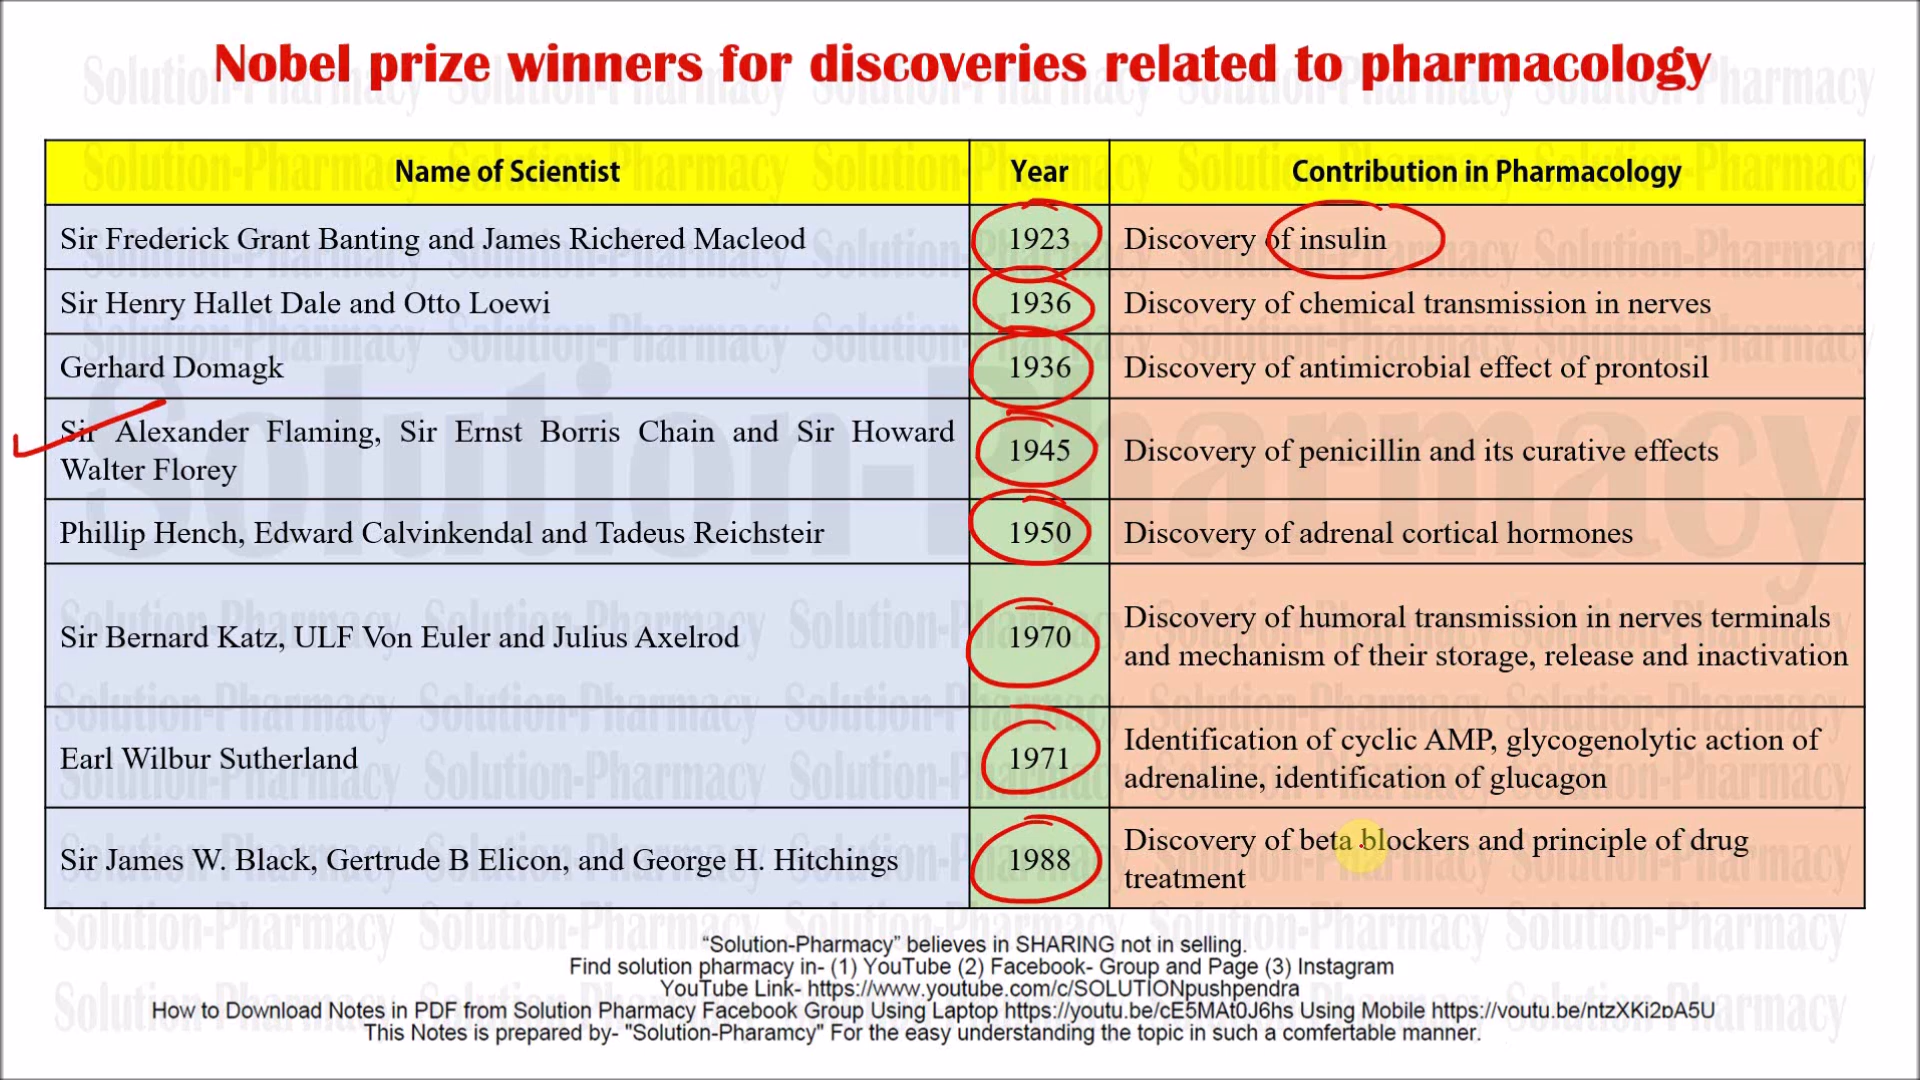 Nobel prize winners for discoveries related to pharmacology
Name of Scientist
Year
Contribution in Pharmacology
Sir Frederick Grant Banting and James Richered Macleod
1923
Discovery of insulin
Sir Henry Hallet Dale and Otto Loewi
1936
Discovery of chemical transmission in nerves
Gerhard Domagk
1936
Discovery of antimicrobial effect of prontosil
Sir Alexander Flaming, Sir Ernst Borris Chain and Sir Howard
Walter Florey
1945
Discovery of penicillin and its curative effects
Phillip Hench, Edward Calvinkendal and Tadeus Reichsteir
1950
Discovery of adrenal cortical hormones
Sir Bernard Katz, ULF Von Euler and Julius Axelrod
1970
Discovery of humoral transmission in nerves terminals
and mechanism of their storage, release and inactivation
Earl Wilbur Sutherland
1971
Identification of cyclic AMP, glycogenolytic action of
adrenaline, identification of glucagon
Sir James W. Black, Gertrude B Elicon, and George H. Hitchings
1988
Discovery of beta blockers and principle of drug
treatment
“Solution-Pharmacy” believes in SHARING not in selling.
Find solution pharmacy in- (1) YouTube (2) Facebook- Group and Page (3) Instagram
YouTube Link- https://www.youtube.com/c/SOLUTIONpushpendra
How to Download Notes in PDF from Solution Pharmacy Facebook Group Using Laptop https://youtu.be/cE5MAt0J6hs Using Mobile https://youtu.be/ntzXKi2pA5U
This Notes is prepared by- "Solution-Pharamcy" For the easy understanding the topic in such a comfertable manner.
Solution-Pharmacy